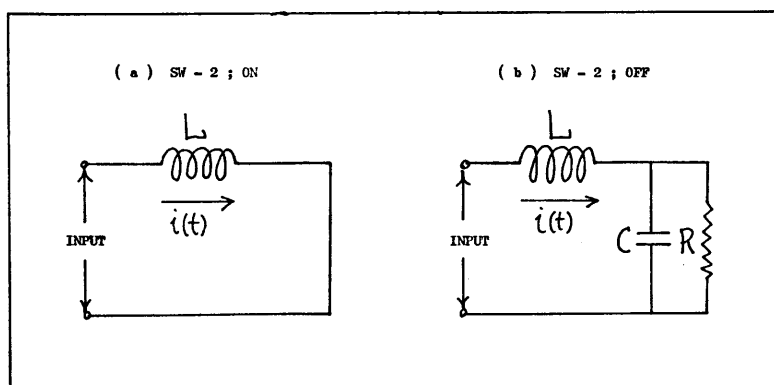 ( a ) SW - 2 ; ON
( b ) SW - 2 ; OFF
L
i(t)
INPUT
L
i(t)
INPUT
C
R